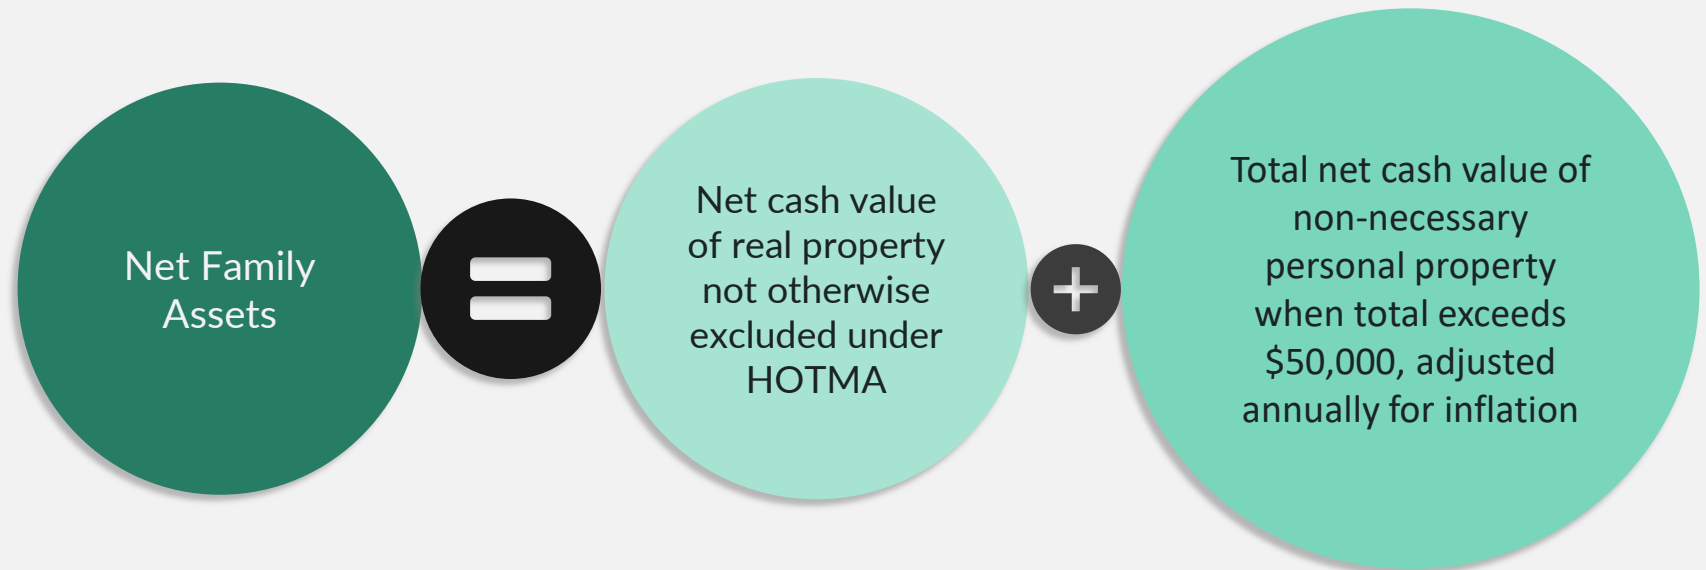 Net Family
Assets
=
Net cash value
of real property
not otherwise
excluded under
HOTMA
+
Total net cash value of
non-necessary
personal property
when total exceeds
$50,000, adjusted
annually for inflation